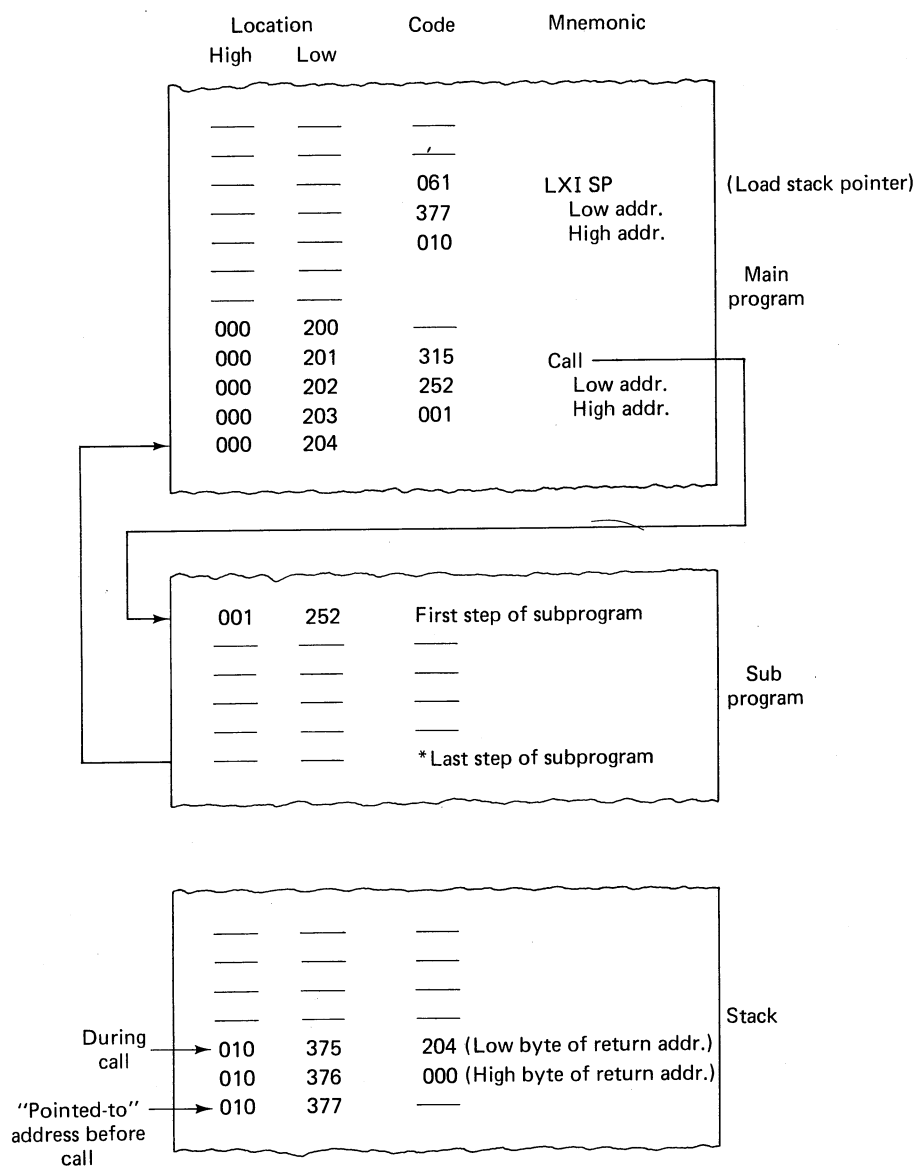 Location Code Mnemonic
High Low
061 LXI SP (Load stack pointer)
377 Low addr.
010 High addr.
Main
program
000 200
000 201 315 Call
000 202 252 Low addr.
000 203 001 High addr.
000 204
001 252 First step of subprogram
Sub
program
*Last step of subprogram
Stack
During
call
010 375 204 (Low byte of return addr.)
010 376 000 (High byte of return addr.)
"Pointed-to"
address before
call
010 377